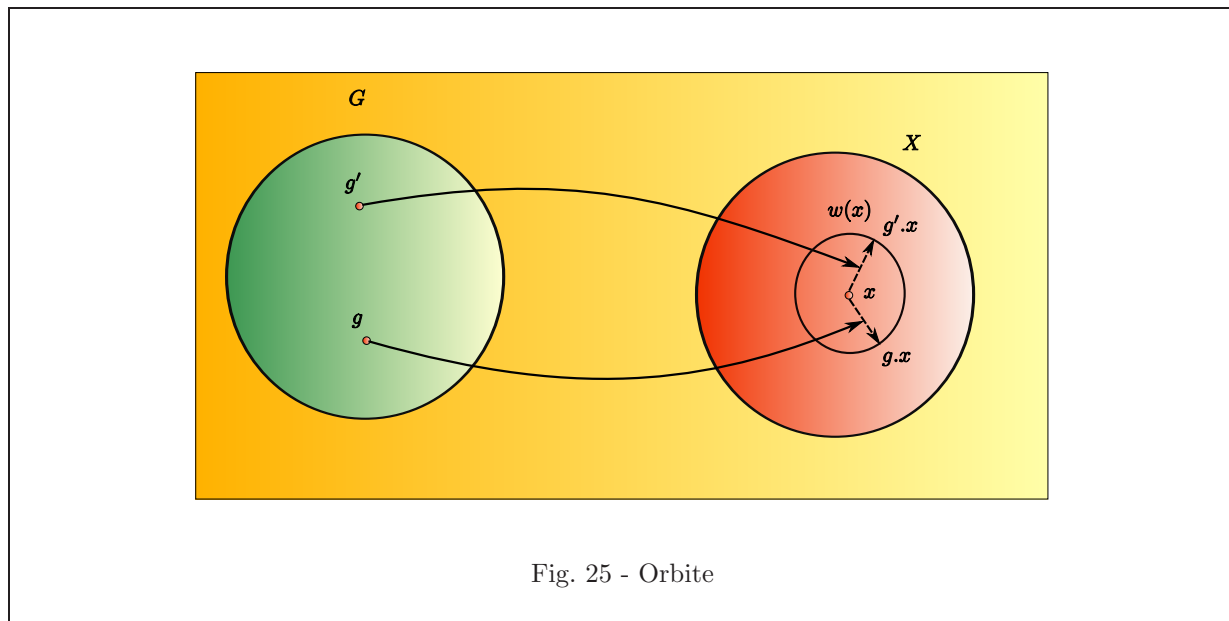 G
X
g′
w(x)
g′.x
x
g
g.x
Fig. 25 - Orbite